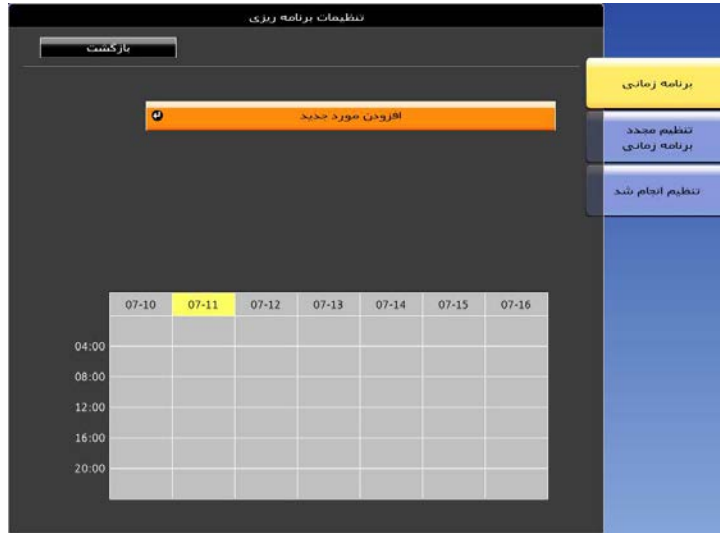 تنظیمات برنامه ریزی
بازگشت
برنامه زمانی
تنظیم مجدد
برنامه زمانی
تنظیم انجام شد
افزودن مورد جدید
07-10 07-11 07-12 07-13 07-14 07-15 07-16
04:00
08:00
12:00
16:00
20:00